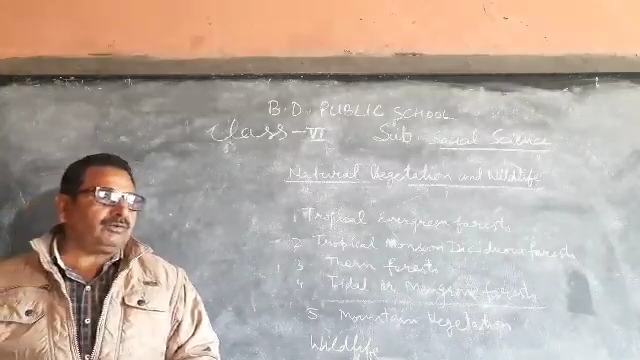 B.D. PUBLIC SCHOOL
Class - VI Sub. Social Science
Natural Vegetation and Wildlife
1 Tropical Evergreen forests
2 Tropical Monsoon Diciduous forests
3 Thorn forests
4 Tidal or Mangrove forests
5. Mountain Vegetation
Wildlife